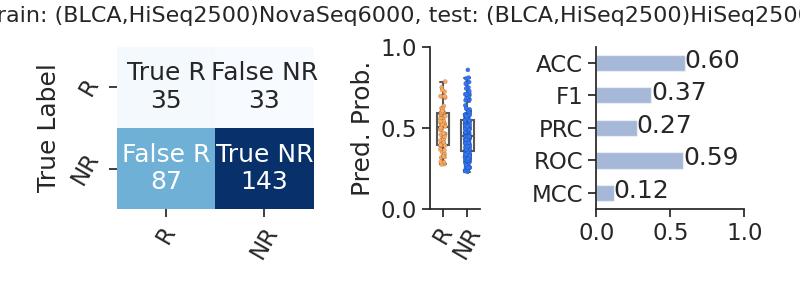 rain: (BLCA,HiSeq2500)NovaSeq6000, test: (BLCA,HiSeq2500)HiSeq250
True Label
R
NR
True R
35
False NR
33
False R
87
True NR
143
R
NR
Pred. Prob.
1.0
0.5
0.0
R
NR
ACC
F1
PRC
ROC
MCC
0.60
0.37
0.27
0.59
0.12
0.0
0.5
1.0